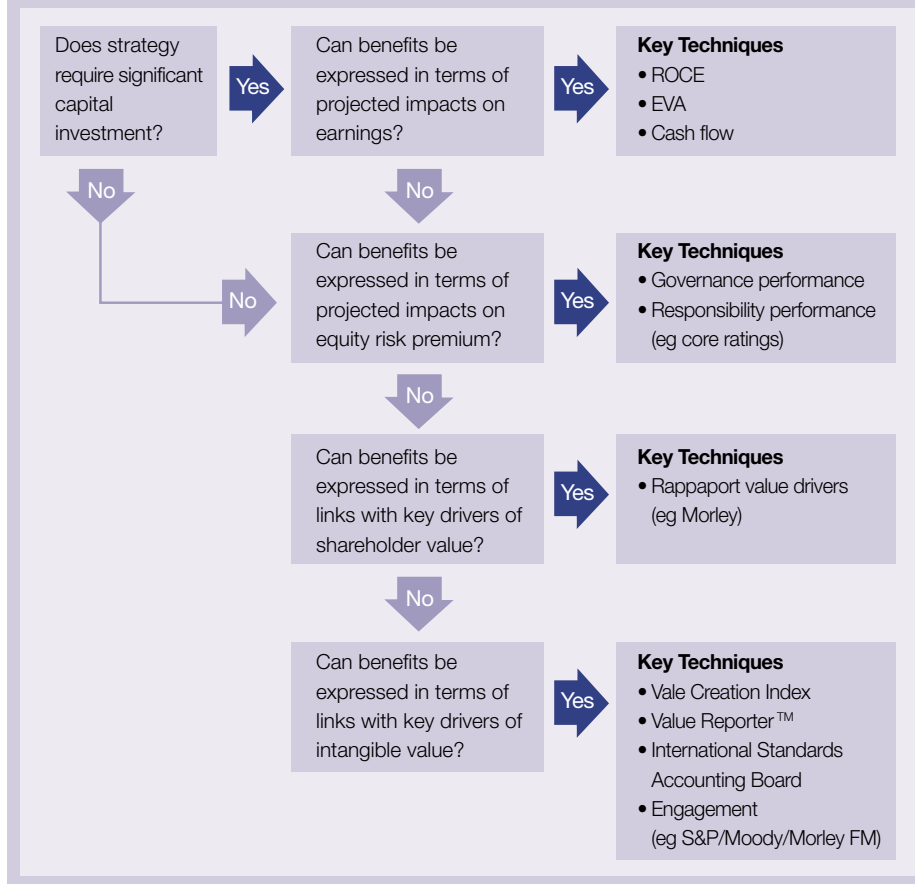 Does strategy
require significant
capital
investment?
Yes
Can benefits be
expressed in terms of
projected impacts on
earnings?
Yes
Key Techniques
• ROCE
• EVA
• Cash flow
No
No
Can benefits be
expressed in terms of
projected impacts on
equity risk premium?
No
Yes
Key Techniques
• Governance performance
• Responsibility performance
(eg core ratings)
No
Can benefits be
expressed in terms of
links with key drivers of
shareholder value?
Yes
Key Techniques
• Rappaport value drivers
(eg Morley)
No
Can benefits be
expressed in terms of
links with key drivers of
intangible value?
Yes
Key Techniques
• Vale Creation Index
• Value Reporter™
• International Standards
Accounting Board
• Engagement
(eg S&P/Moody/Morley FM)